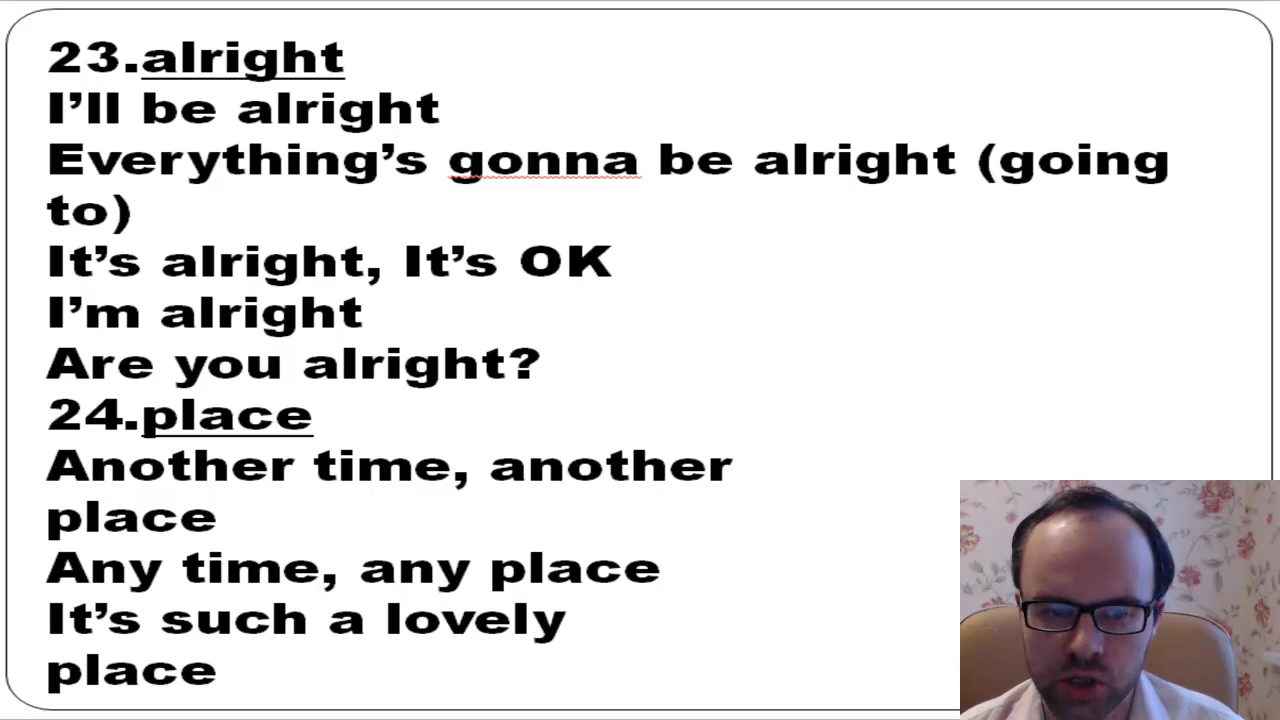 23.alright
I’ll be alright
Everything’s gonna be alright (going
to)
It’s alright, It’s OK
I’m alright
Are you alright?
24.place
Another time, another
place
Any time, any place
It’s such a lovely
place